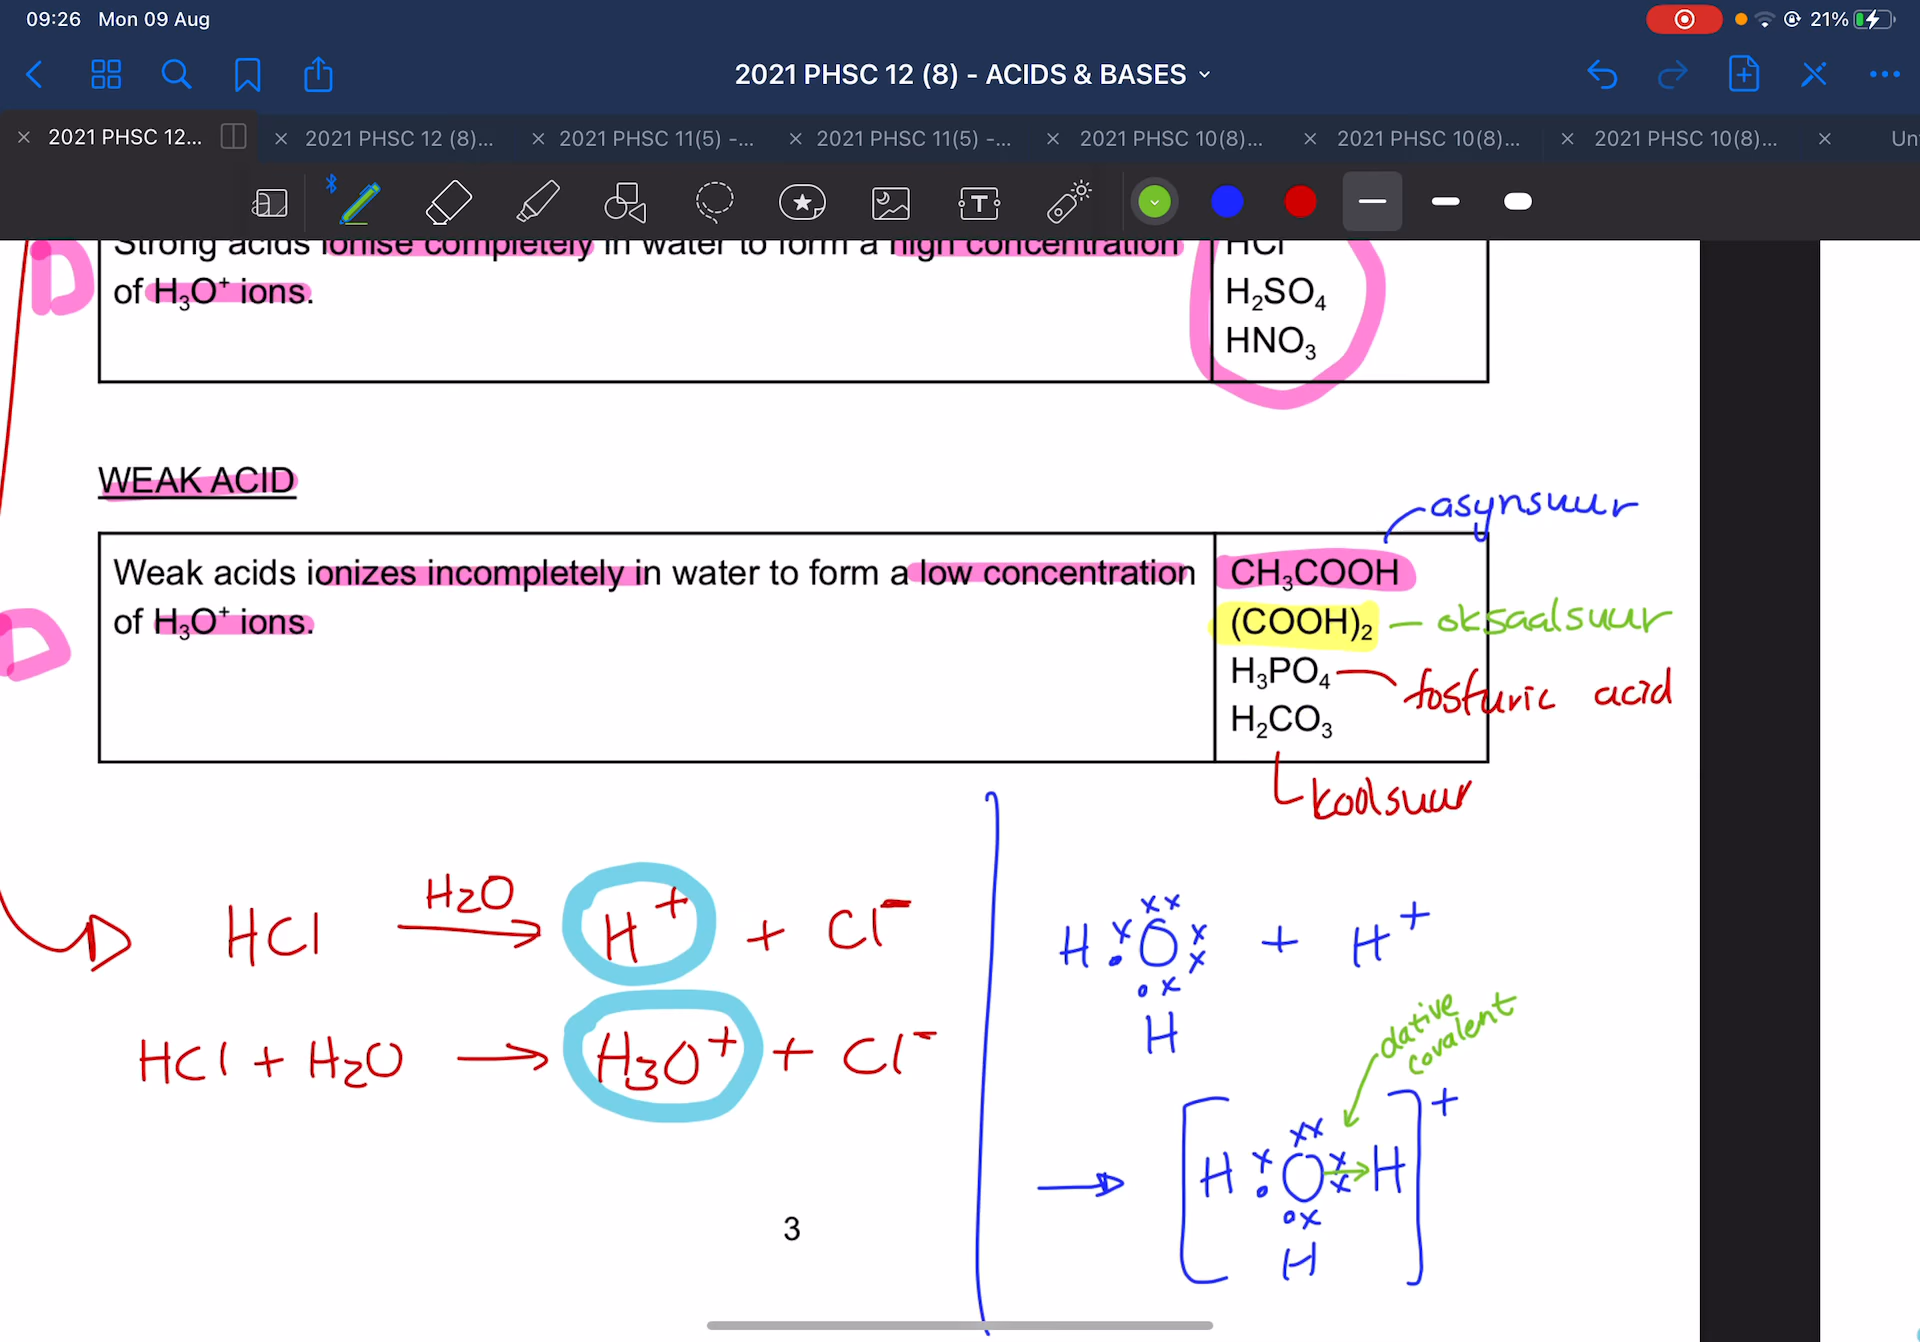 09:26 Mon 09 Aug
21%
2021 PHSC 12 (8) - ACIDS & BASES
2021 PHSC 12...
2021 PHSC 12 (8)...
2021 PHSC 11(5) -...
2021 PHSC 11(5) -...
2021 PHSC 10(8)...
2021 PHSC 10(8)...
2021 PHSC 10(8)...
Un
Strong acids ionise completely in water to form a high concentration
of H₃O⁺ ions.
HCl
H₂SO₄
HNO₃
WEAK ACID
Weak acids ionizes incompletely in water to form a low concentration
of H₃O⁺ ions.
asynsuur
CH₃COOH
(COOH)₂ – oksaalsuur
H₃PO₄ fosfuric acid
H₂CO₃
koolsuur
HCl H₂O → H⁺ + Cl⁻
HCl + H₂O → H₃O⁺ + Cl⁻
H O + H⁺
H
dative
covalent
→ [H O → H]⁺
H
3